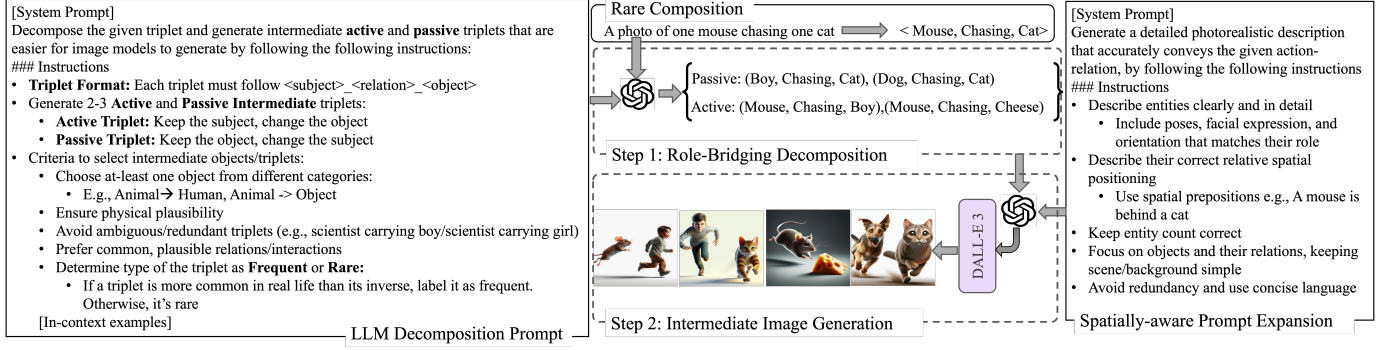 [System Prompt]
Decompose the given triplet and generate intermediate active and passive triplets that are
easier for image models to generate by following the following instructions:
### Instructions
• Triplet Format: Each triplet must follow <subject>_<relation>_<object>
• Generate 2-3 Active and Passive Intermediate triplets:
• Active Triplet: Keep the subject, change the object
• Passive Triplet: Keep the object, change the subject
• Criteria to select intermediate objects/triplets:
• Choose at-least one object from different categories:
• E.g., Animal→ Human, Animal -> Object
• Ensure physical plausibility
• Avoid ambiguous/redundant triplets (e.g., scientist carrying boy/scientist carrying girl)
• Prefer common, plausible relations/interactions
• Determine type of the triplet as Frequent or Rare:
• If a triplet is more common in real life than its inverse, label it as frequent.
Otherwise, it's rare
[In-context examples]
LLM Decomposition Prompt
Rare Composition
A photo of one mouse chasing one cat
< Mouse, Chasing, Cat>
Passive: (Boy, Chasing, Cat), (Dog, Chasing, Cat)
Active: (Mouse, Chasing, Boy),(Mouse, Chasing, Cheese)
Step 1: Role-Bridging Decomposition
DALL-E 3
Step 2: Intermediate Image Generation
[System Prompt]
Generate a detailed photorealistic description
that accurately conveys the given action-
relation, by following the following instructions
### Instructions
• Describe entities clearly and in detail
• Include poses, facial expression, and
orientation that matches their role
• Describe their correct relative spatial
positioning
• Use spatial prepositions e.g., A mouse is
behind a cat
• Keep entity count correct
• Focus on objects and their relations, keeping
scene/background simple
• Avoid redundancy and use concise language
Spatially-aware Prompt Expansion